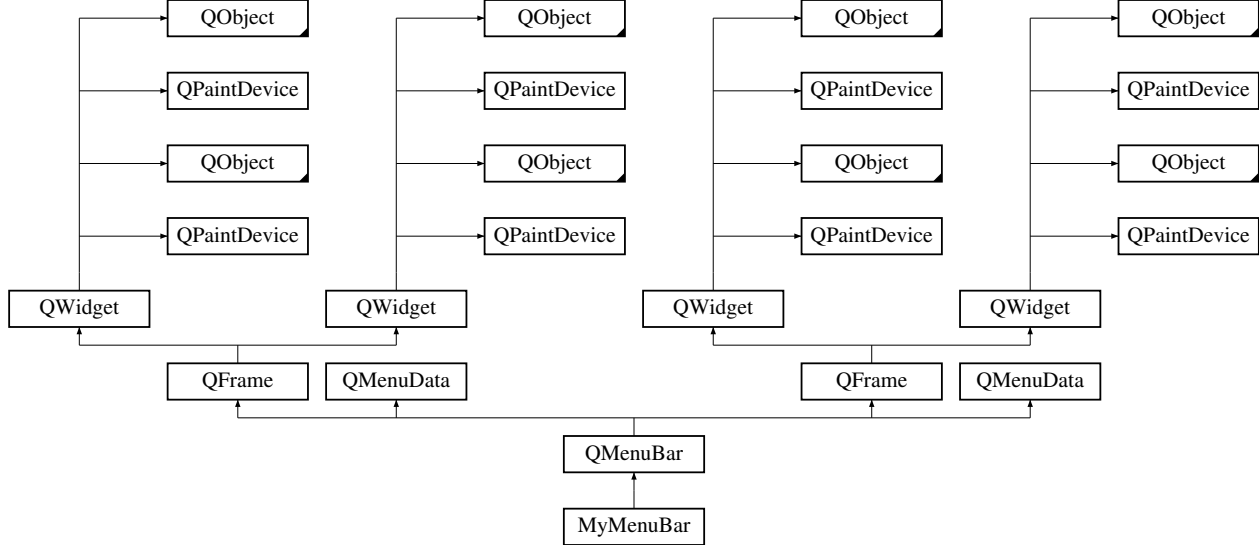 QObject QObject QObject QObject
QPaintDevice QPaintDevice QPaintDevice QPaintDevice
QObject QObject QObject QObject
QPaintDevice QPaintDevice QPaintDevice QPaintDevice
QWidget QWidget QWidget QWidget
QFrame QMenuData QFrame QMenuData
QMenuBar
MyMenuBar